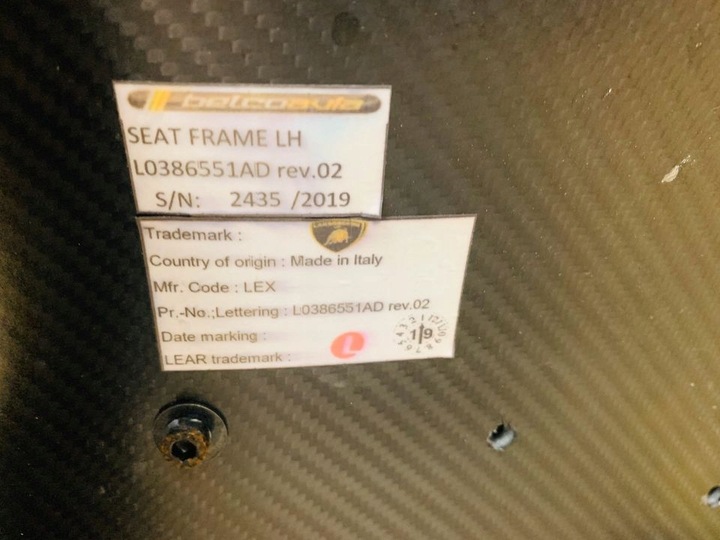 belcoavia
SEAT FRAME LH
L0386551AD rev.02
S/N: 2435 /2019
Trademark :
Country of origin : Made in Italy
Mfr. Code : LEX
Pr.-No.;Lettering : L0386551AD rev.02
Date marking :
19
LEAR trademark :
L